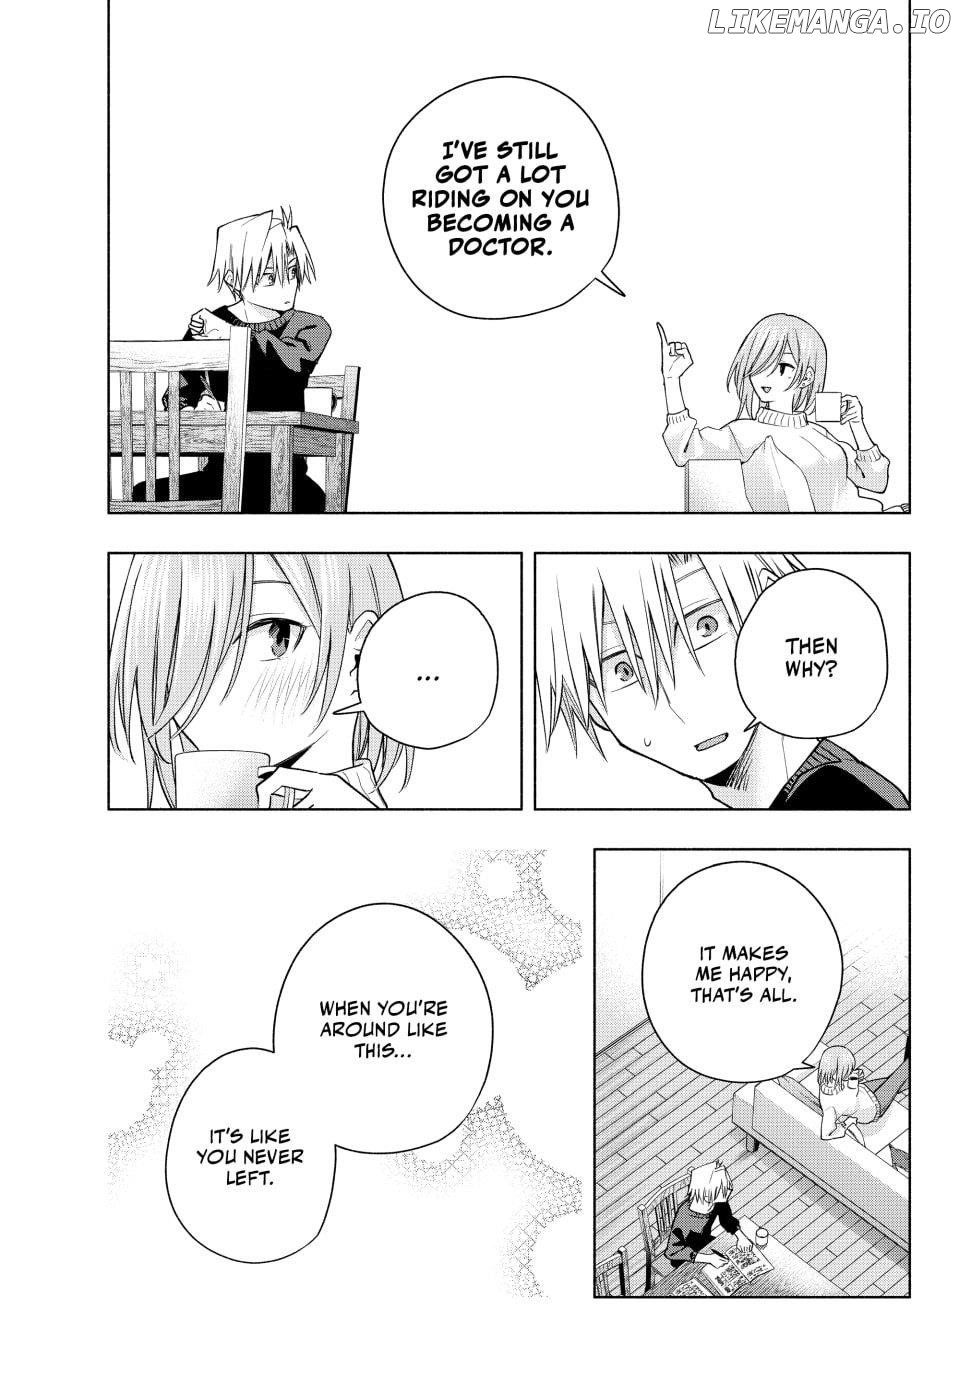 LIKEMANGA.IO
I'VE STILL
GOT A LOT
RIDING ON YOU
BECOMING A
DOCTOR.
THEN
WHY?
...
IT MAKES
ME HAPPY,
THAT'S ALL.
WHEN YOU'RE
AROUND LIKE
THIS...
IT'S LIKE
YOU NEVER
LEFT.